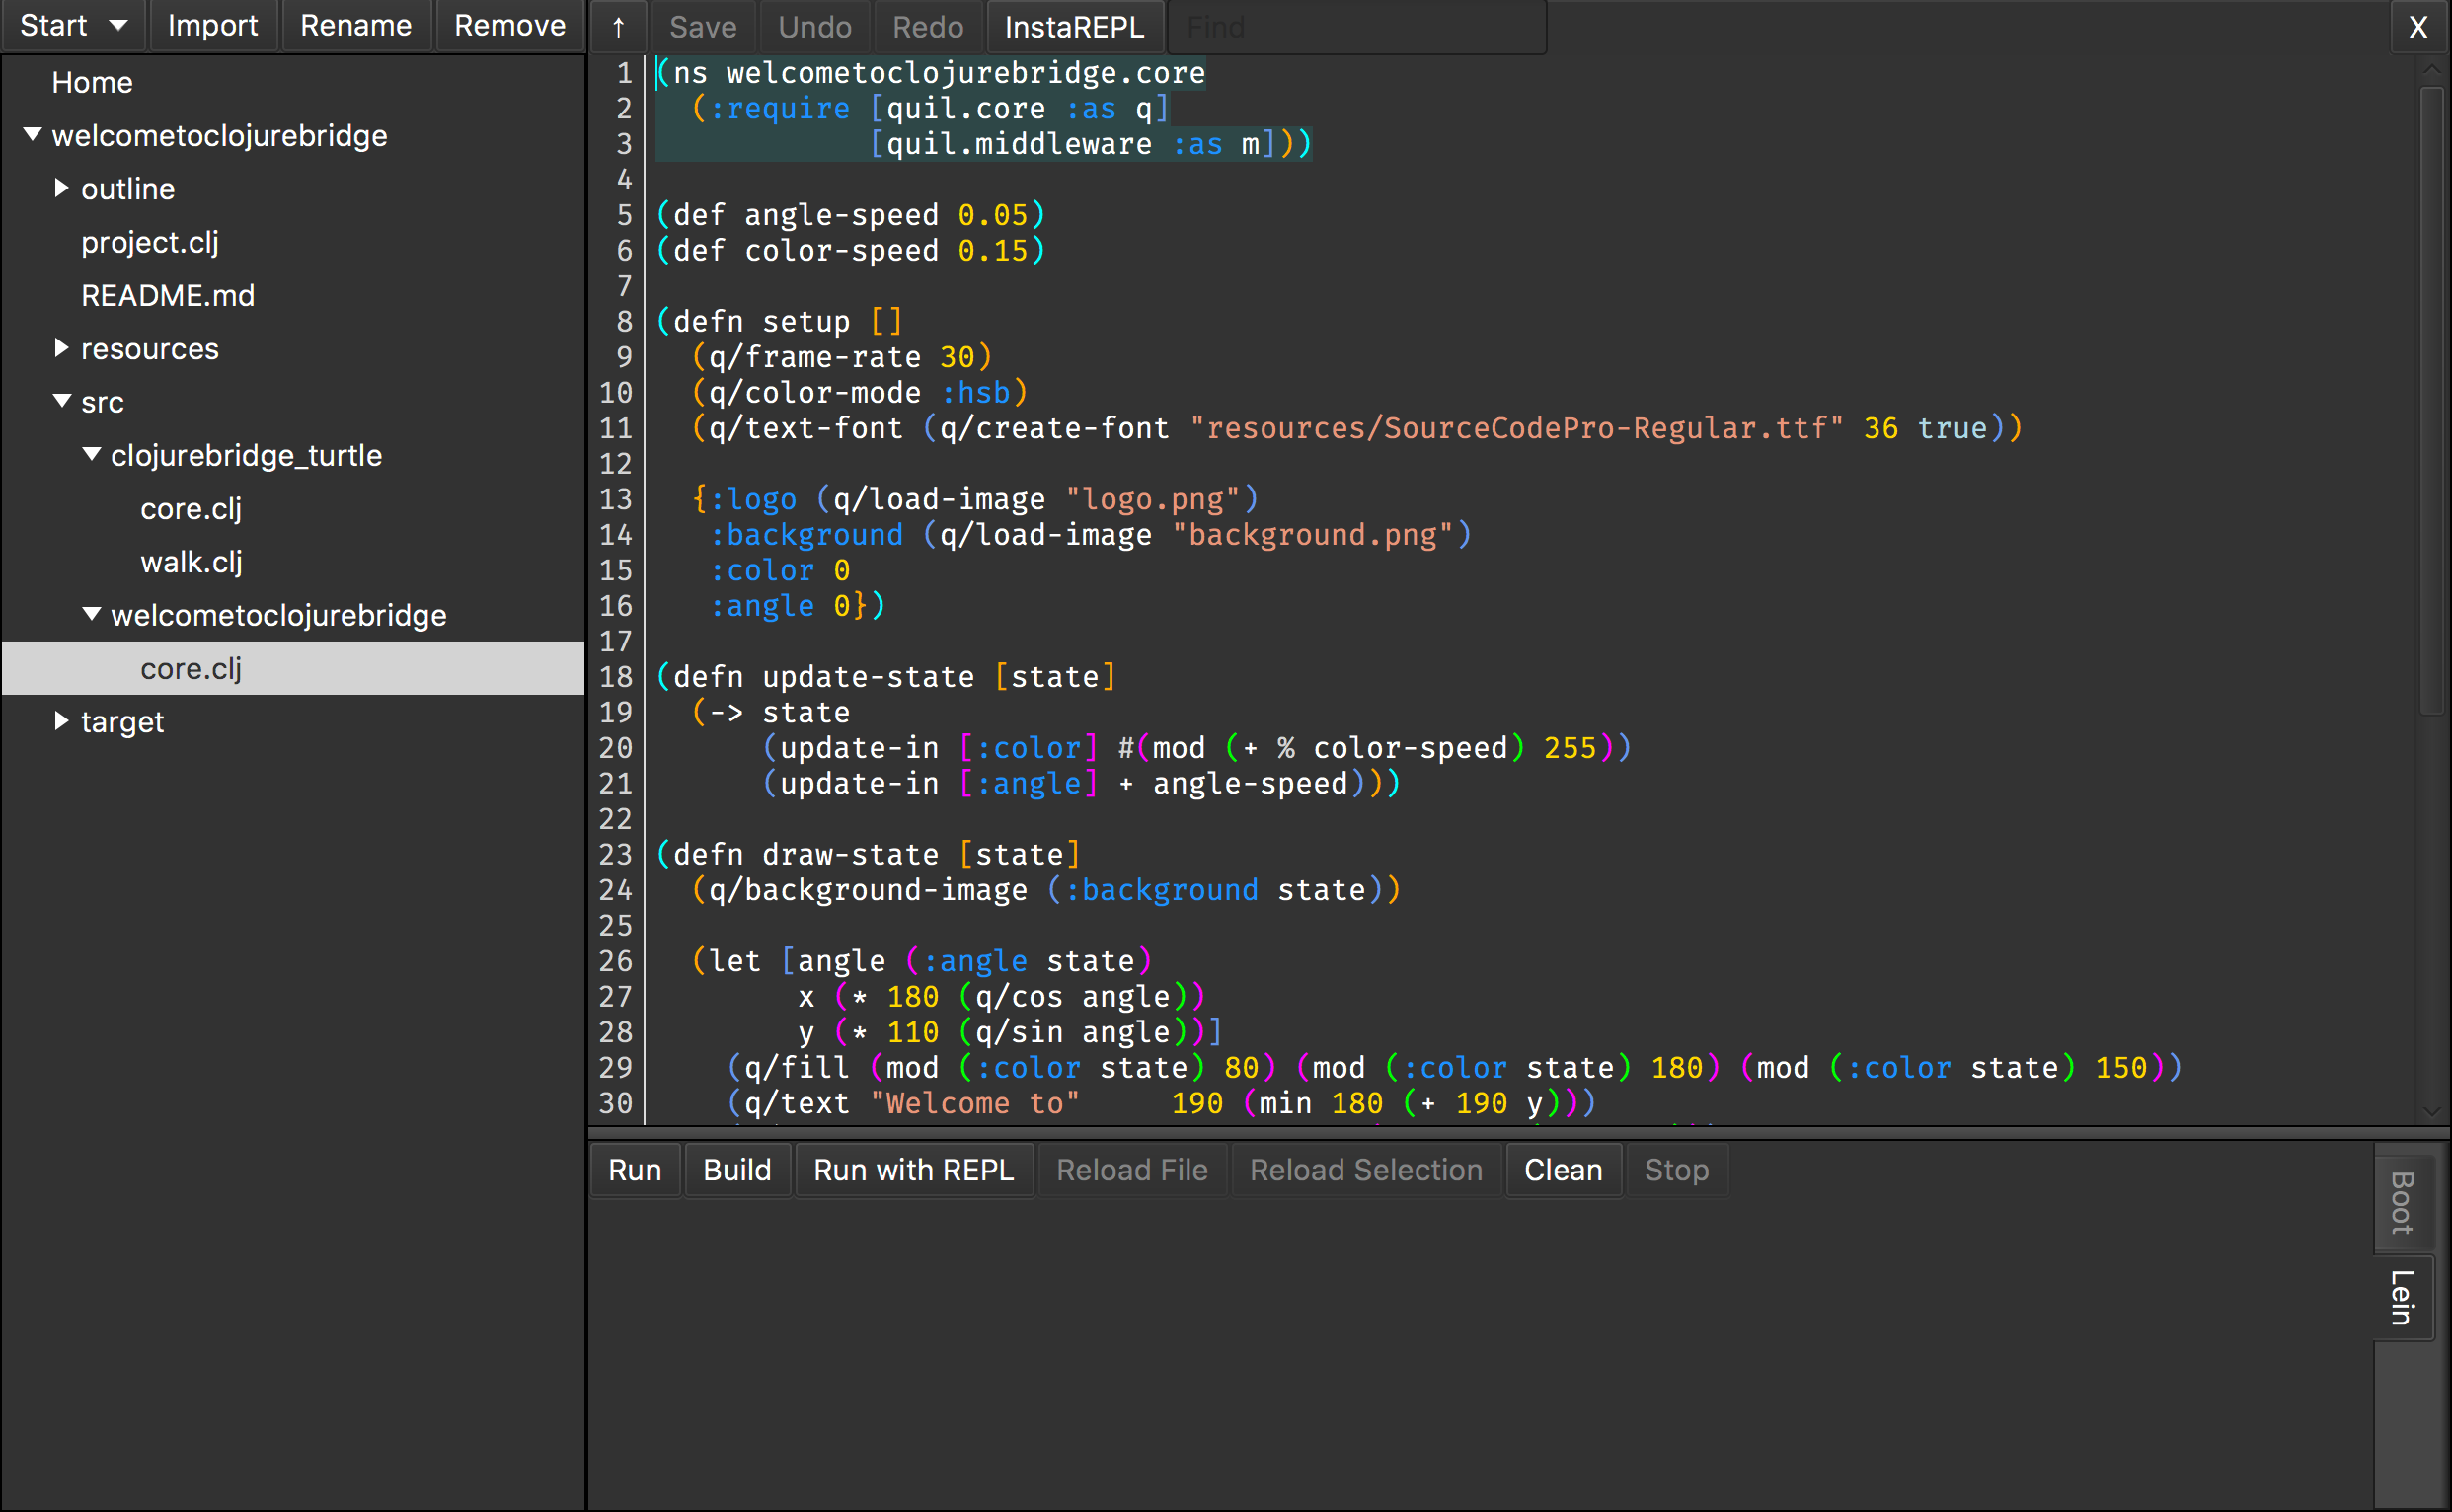 Start Import Rename Remove
Home
welcometoclojurebridge
outline
project.clj
README.md
resources
src
clojurebridge_turtle
core.clj
walk.clj
welcometoclojurebridge
core.clj
target
↑ Save Undo Redo InstaREPL Find X
1 (ns welcometoclojurebridge.core
2   (:require [quil.core :as q]
3             [quil.middleware :as m]))
4
5 (def angle-speed 0.05)
6 (def color-speed 0.15)
7
8 (defn setup []
9   (q/frame-rate 30)
10   (q/color-mode :hsb)
11   (q/text-font (q/create-font "resources/SourceCodePro-Regular.ttf" 36 true))
12
13   {:logo (q/load-image "logo.png")
14    :background (q/load-image "background.png")
15    :color 0
16    :angle 0})
17
18 (defn update-state [state]
19   (-> state
20       (update-in [:color] #(mod (+ % color-speed) 255))
21       (update-in [:angle] + angle-speed)))
22
23 (defn draw-state [state]
24   (q/background-image (:background state))
25
26   (let [angle (:angle state)
27         x (* 180 (q/cos angle))
28         y (* 110 (q/sin angle))]
29     (q/fill (mod (:color state) 80) (mod (:color state) 180) (mod (:color state) 150))
30     (q/text "Welcome to"     190 (min 180 (+ 190 y)))
Run Build Run with REPL Reload File Reload Selection Clean Stop
Boot
Lein